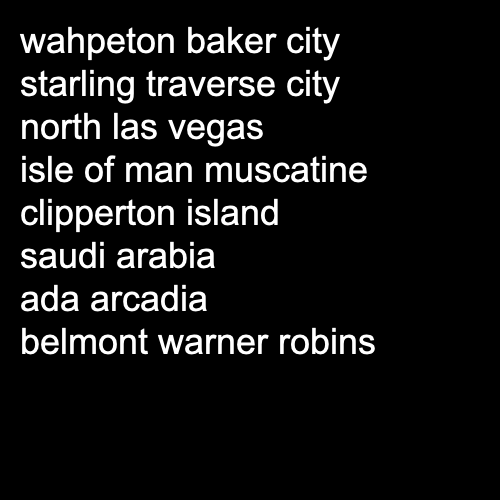 wahpeton baker city
starling traverse city
north las vegas
isle of man muscatine
clipperton island
saudi arabia
ada arcadia
belmont warner robins